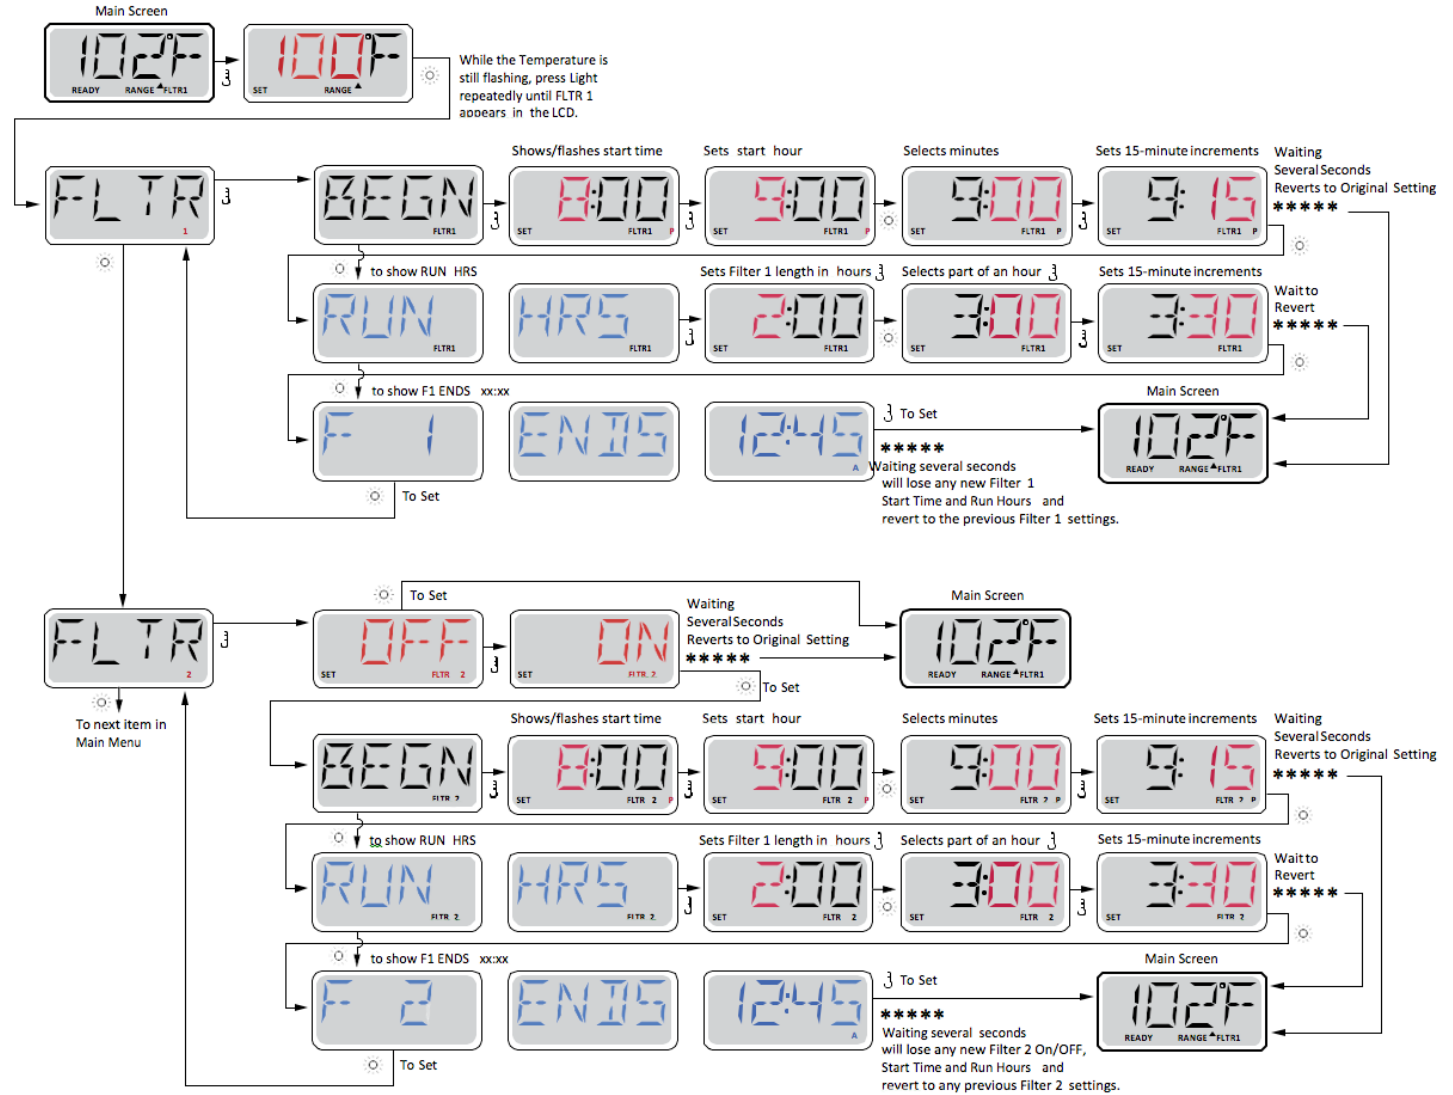 Main Screen
102°F
READY RANGE FLTR1
100°F
SET RANGE
While the Temperature is
still flashing, press Light
repeatedly until FLTR 1
appears in the LCD.
FLTR
1
BEGN
FLTR1
Shows/flashes start time
8:00
SET FLTR1 P
Sets start hour
9:00
SET FLTR1 P
Selects minutes
9:00
SET FLTR1 P
Sets 15-minute increments
9:15
SET FLTR1 P
Waiting
Several Seconds
Reverts to Original Setting
*****
to show RUN HRS
RUN
FLTR1
HRS
FLTR1
Sets Filter 1 length in hours
2:00
SET FLTR1
Selects part of an hour
3:00
SET FLTR1
Sets 15-minute increments
3:30
SET FLTR1
Wait to
Revert
*****
to show F1 ENDS xx:xx
F 1
ENDS
12:45
A
To Set
*****
Waiting several seconds
will lose any new Filter 1
Start Time and Run Hours and
revert to the previous Filter 1 settings.
Main Screen
102°F
READY RANGE FLTR1
To Set
FLTR
2
To next item in
Main Menu
To Set
OFF
SET FLTR 2
ON
SET FLTR 2
Waiting
Several Seconds
Reverts to Original Setting
*****
To Set
Main Screen
102°F
READY RANGE FLTR1
BEGN
FLTR 2
Shows/flashes start time
8:00
SET FLTR 2 P
Sets start hour
9:00
SET FLTR 2 P
Selects minutes
9:00
SET FLTR 2 P
Sets 15-minute increments
9:15
SET FLTR 2 P
Waiting
Several Seconds
Reverts to Original Setting
*****
to show RUN HRS
RUN
FLTR 2
HRS
FLTR 2
Sets Filter 1 length in hours
2:00
SET FLTR 2
Selects part of an hour
3:00
SET FLTR 2
Sets 15-minute increments
3:30
SET FLTR 2
Wait to
Revert
*****
to show F1 ENDS xx:xx
F 2
ENDS
12:45
A
To Set
*****
Waiting several seconds
will lose any new Filter 2 On/OFF,
Start Time and Run Hours and
revert to any previous Filter 2 settings.
Main Screen
102°F
READY RANGE FLTR1
To Set